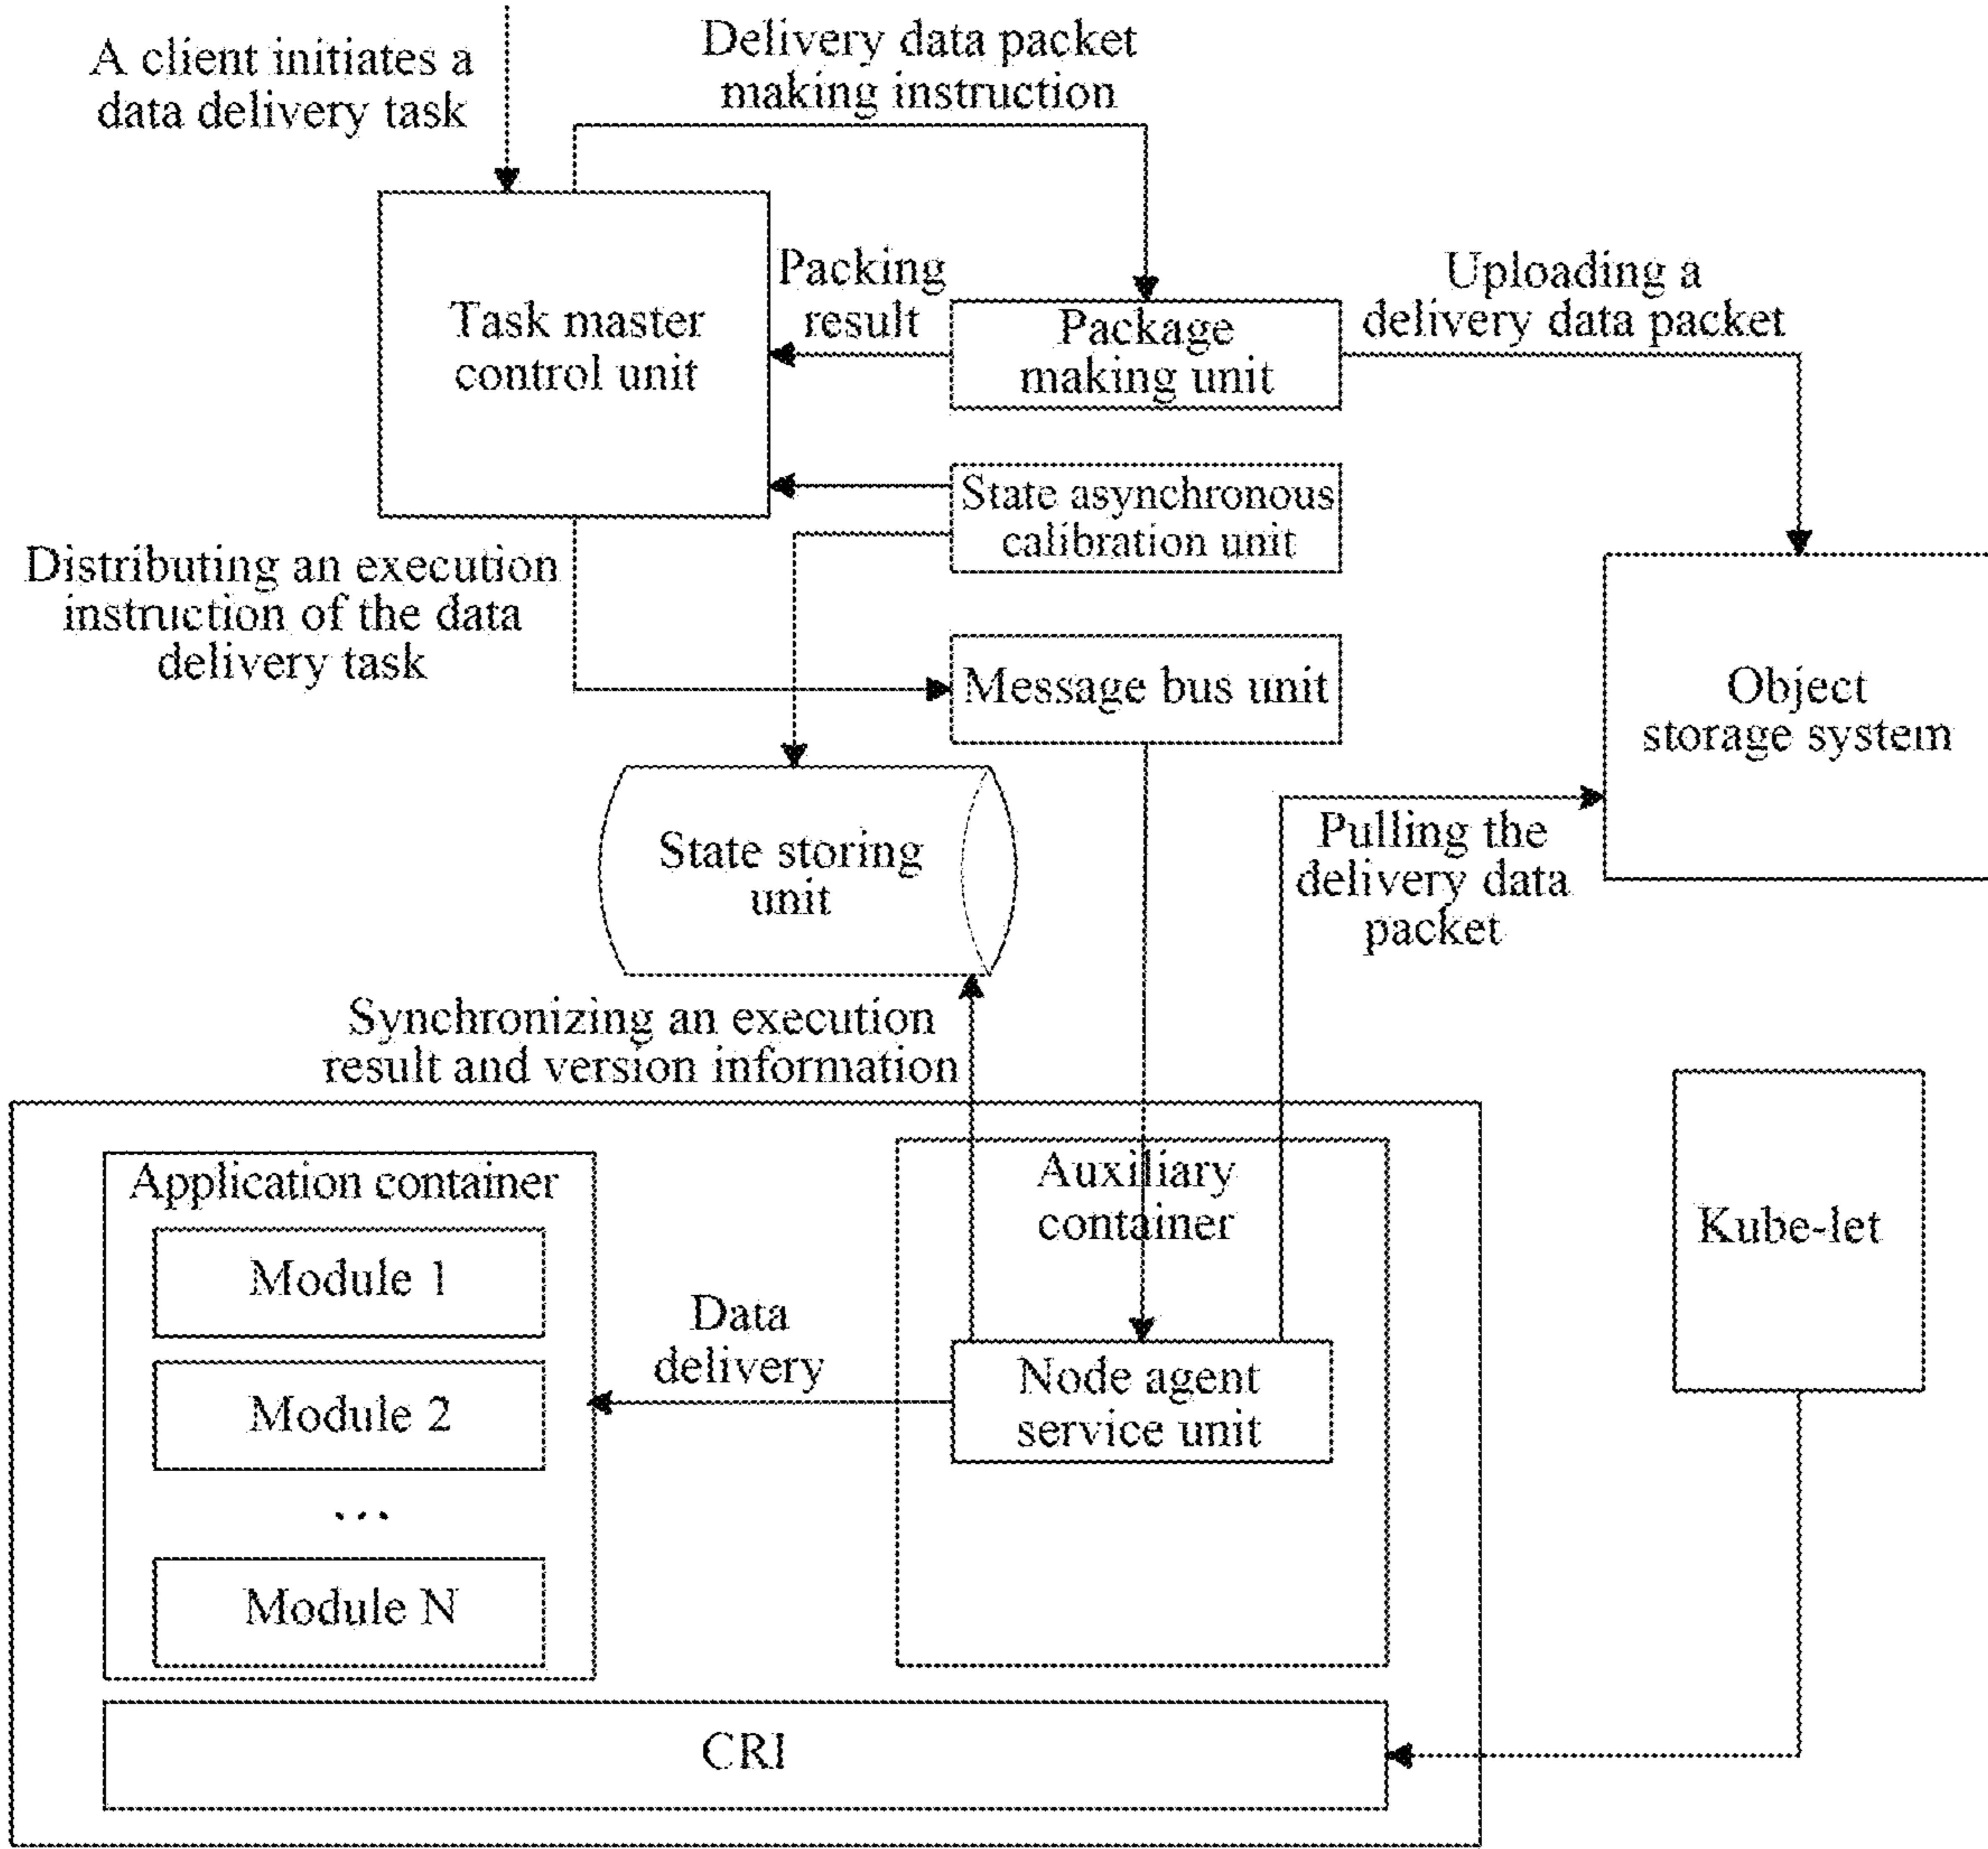 A client initiates a
data delivery task
Delivery data packet
making instruction
Task master
control unit
Packing
result
Package
making unit
Uploading a
delivery data packet
State asynchronous
calibration unit
Distributing an execution
instruction of the data
delivery task
Message bus unit
Object
storage system
State storing
unit
Pulling the
delivery data
packet
Synchronizing an execution
result and version information
Application container
Module 1
Module 2
...
Module N
Data
delivery
Auxiliary
container
Node agent
service unit
Kube-let
CRI